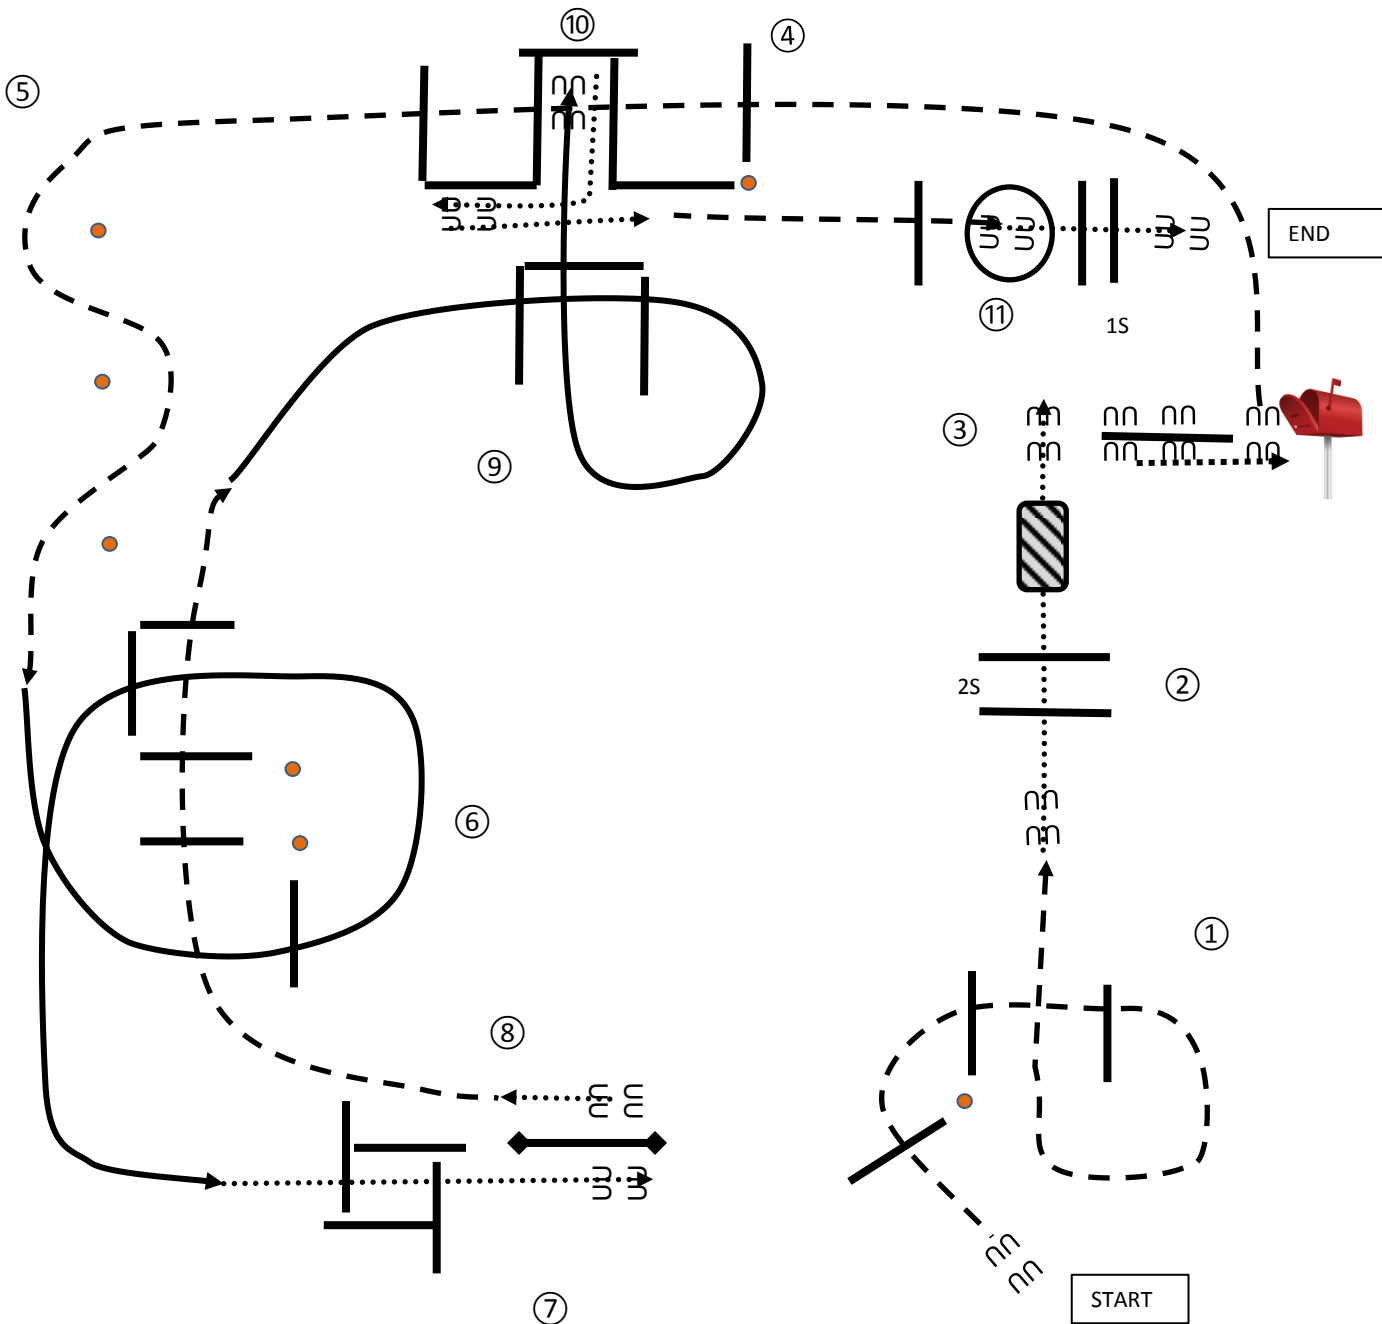 ⑩
④
⑤
END
⑪
1S
③
⑨
②
2S
⑥
①
⑧
START
⑦